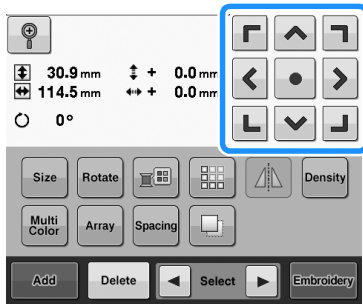 30.9 mm + 0.0 mm
114.5 mm + 0.0 mm
0°
Size Rotate Density
Multi Color Array Spacing
Add Delete Select Embroidery